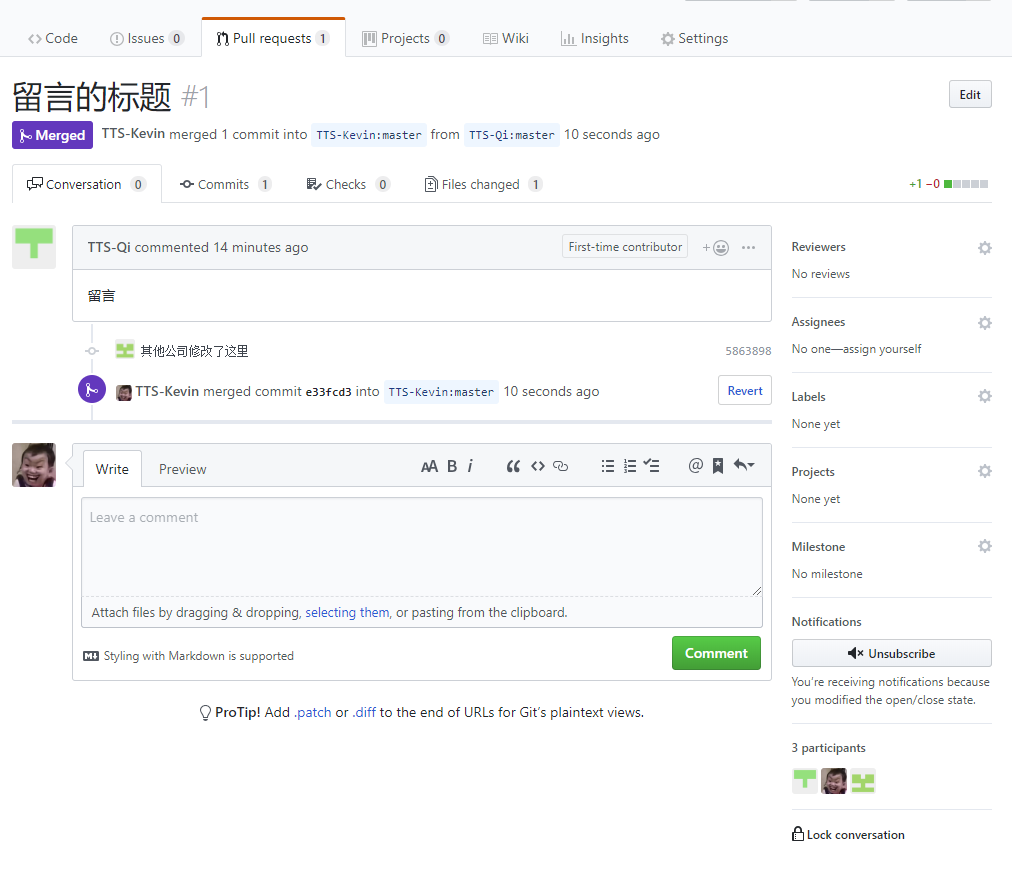 Code Issues 0 Pull requests 1 Projects 0 Wiki Insights Settings
留言的标题 #1 Edit
Merged TTS-Kevin merged 1 commit into TTS-Kevin:master from TTS-Qi:master 10 seconds ago
Conversation 0 Commits 1 Checks 0 Files changed 1 +1 −0
TTS-Qi commented 14 minutes ago First-time contributor
留言
其他公司修改了这里 5863898
TTS-Kevin merged commit e33fcd3 into TTS-Kevin:master 10 seconds ago Revert
Write Preview
Leave a comment
Attach files by dragging & dropping, selecting them, or pasting from the clipboard.
Styling with Markdown is supported Comment
ProTip! Add .patch or .diff to the end of URLs for Git’s plaintext views.
Reviewers
No reviews
Assignees
No one—assign yourself
Labels
None yet
Projects
None yet
Milestone
No milestone
Notifications
Unsubscribe
You’re receiving notifications because
you modified the open/close state.
3 participants
Lock conversation